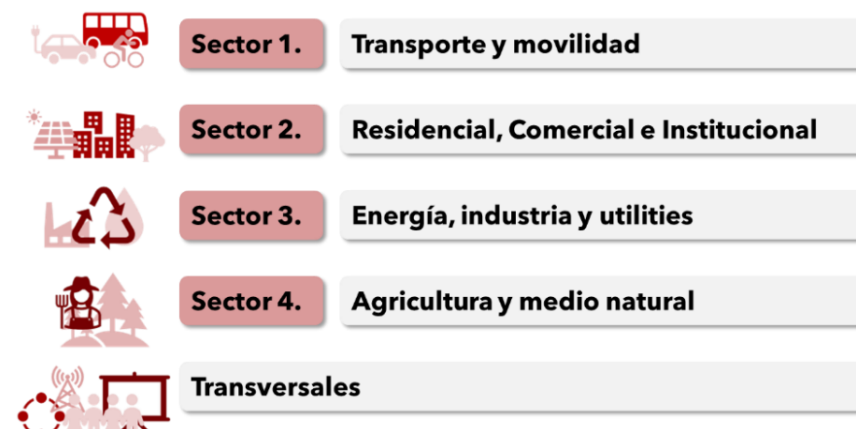 Sector 1. Transporte y movilidad
Sector 2. Residencial, Comercial e Institucional
Sector 3. Energía, industria y utilities
Sector 4. Agricultura y medio natural
Transversales